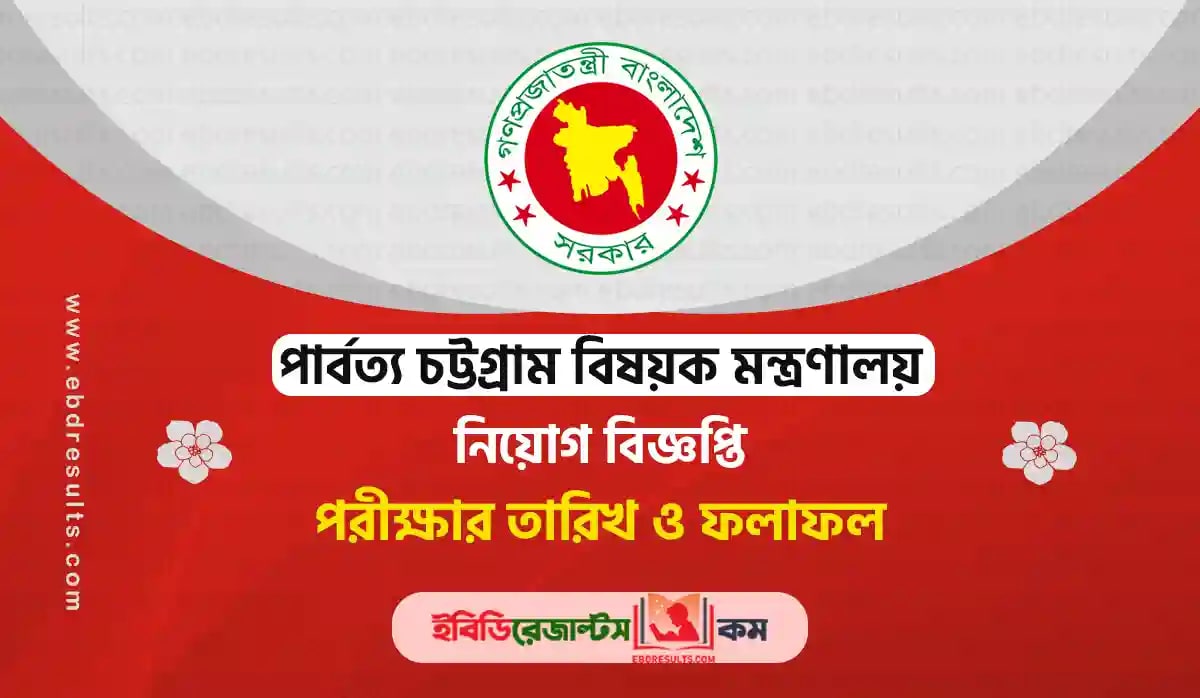 গণপ্রজাতন্ত্রী বাংলাদেশ
সরকার
পার্বত্য চট্টগ্রাম বিষয়ক মন্ত্রণালয়
নিয়োগ বিজ্ঞপ্তি
পরীক্ষার তারিখ ও ফলাফল
www.ebdresults.com
ইবিডিরেজাল্টস কম
EBDRESULTS.COM